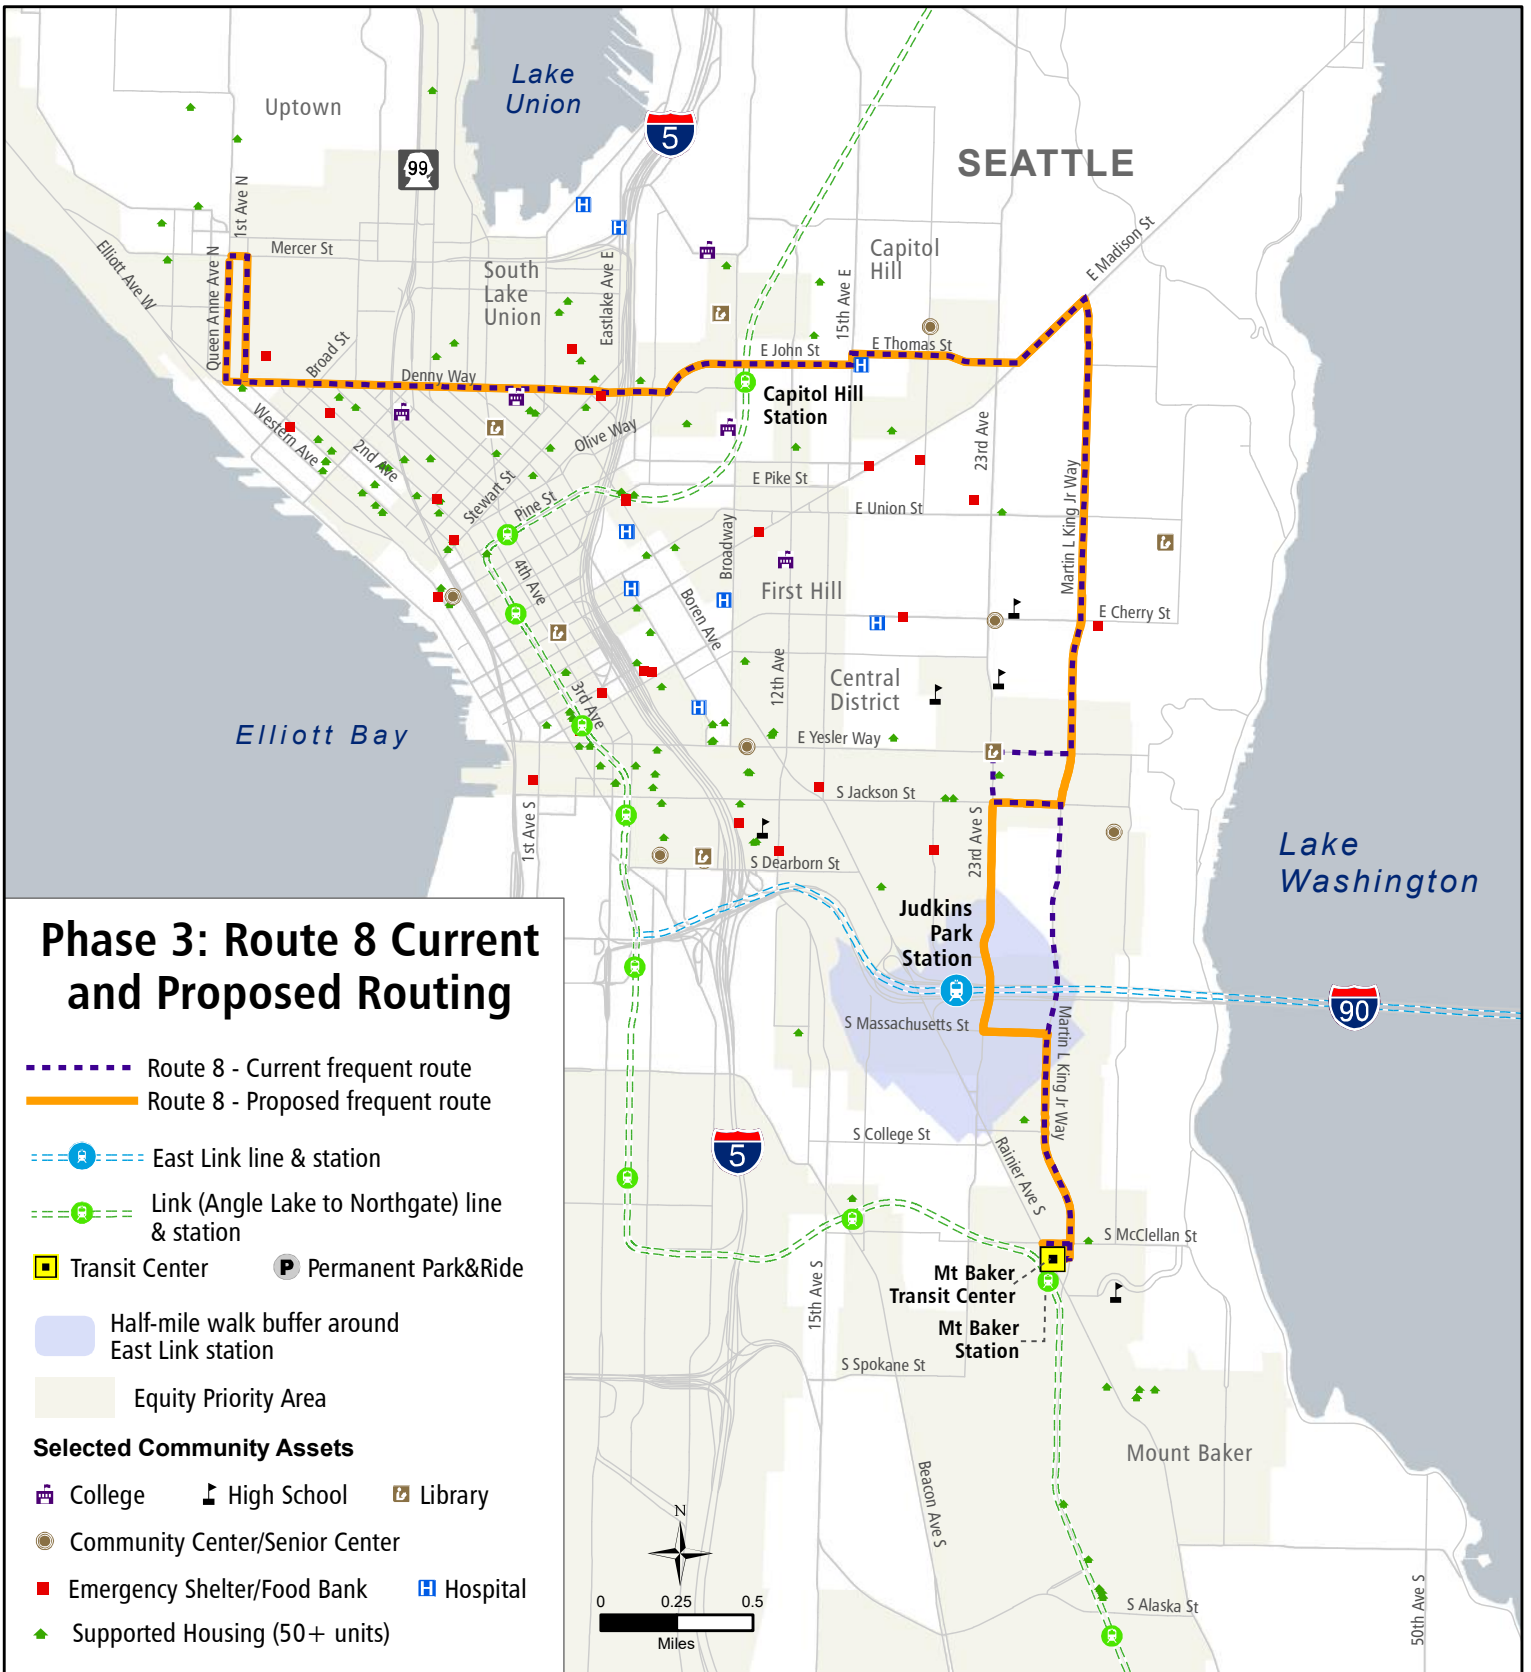 Lake
Union
Uptown
5
99
SEATTLE
1st Ave N
Mercer St
Elliott Ave W
Queen Anne Ave N
South
Lake
Union
Eastlake Ave E
Capitol
Hill
15th Ave E
E Madison St
E John St
E Thomas St
Broad St
Denny Way
Capitol Hill
Station
Western Ave
2nd Ave
Olive Way
23rd Ave
Stewart St
Pine St
E Pike St
E Union St
Martin L King Jr Way
4th Ave
Broadway
First Hill
Boren Ave
E Cherry St
12th Ave
Central
District
3rd Ave
Elliott Bay
E Yesler Way
S Jackson St
1st Ave S
23rd Ave S
S Dearborn St
Lake
Washington
Judkins
Park
Station
90
S Massachusetts St
Martin L King Jr Way
S College St
5
Rainier Ave S
S McClellan St
Mt Baker
Transit Center
Mt Baker
Station
15th Ave S
S Spokane St
Mount Baker
Beacon Ave S
S Alaska St
50th Ave S
Phase 3: Route 8 Current
and Proposed Routing
Route 8 - Current frequent route
Route 8 - Proposed frequent route
East Link line & station
Link (Angle Lake to Northgate) line
& station
Transit Center
P Permanent Park&Ride
Half-mile walk buffer around
East Link station
Equity Priority Area
Selected Community Assets
College
High School
Library
Community Center/Senior Center
Emergency Shelter/Food Bank
H Hospital
Supported Housing (50+ units)
N
0 0.25 0.5
Miles